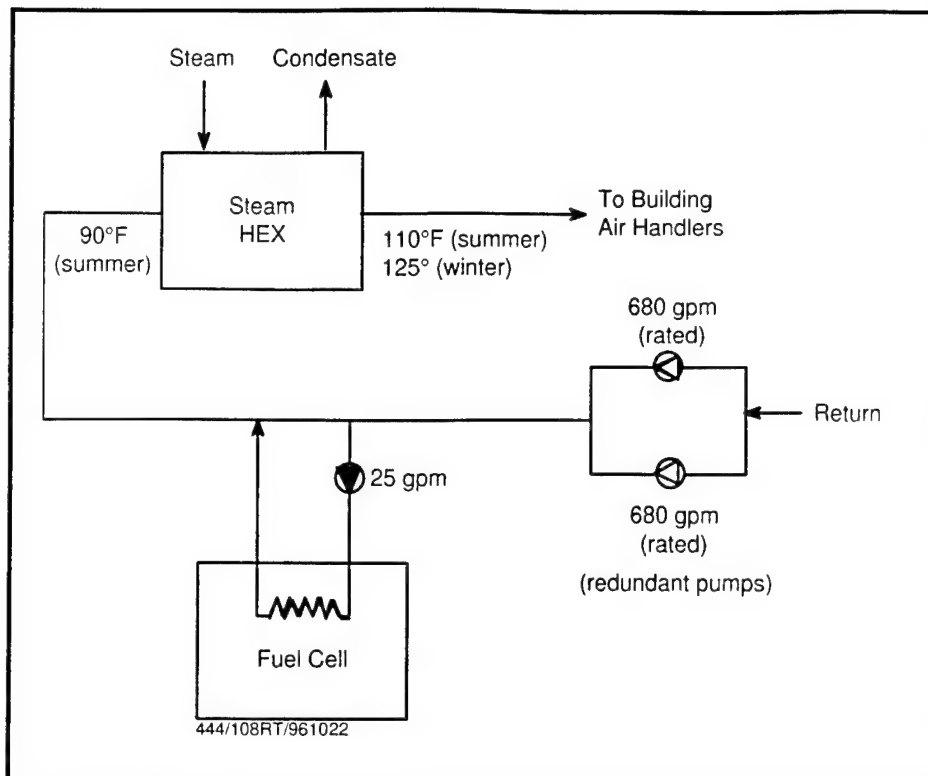 Steam
Condensate
Steam
HEX
To Building
Air Handlers
90°F
(summer)
110°F (summer)
125° (winter)
680 gpm
(rated)
Return
25 gpm
680 gpm
(rated)
(redundant pumps)
Fuel Cell
444/108RT/961022